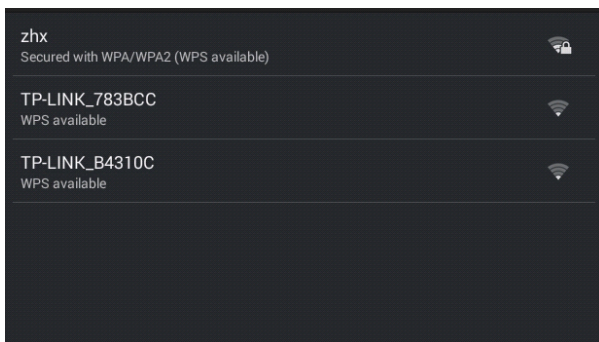 zhx
Secured with WPA/WPA2 (WPS available)
TP-LINK_783BCC
WPS available
TP-LINK_B4310C
WPS available